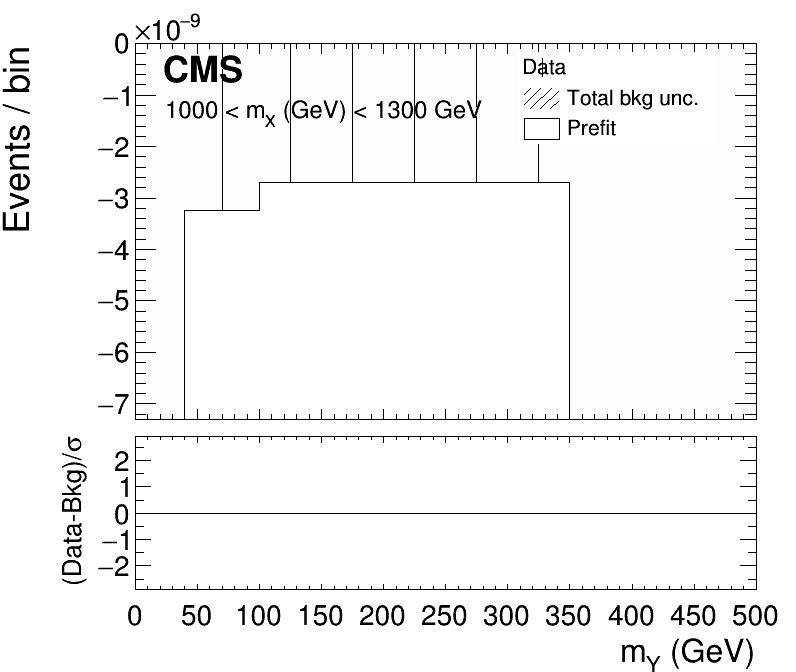 ×10⁻⁹
CMS
1000 < mX (GeV) < 1300 GeV
Data
Total bkg unc.
Prefit
Events / bin
0
−1
−2
−3
−4
−5
−6
−7
(Data-Bkg)/σ
2
1
0
−1
−2
0 50 100 150 200 250 300 350 400 450 500
mY (GeV)